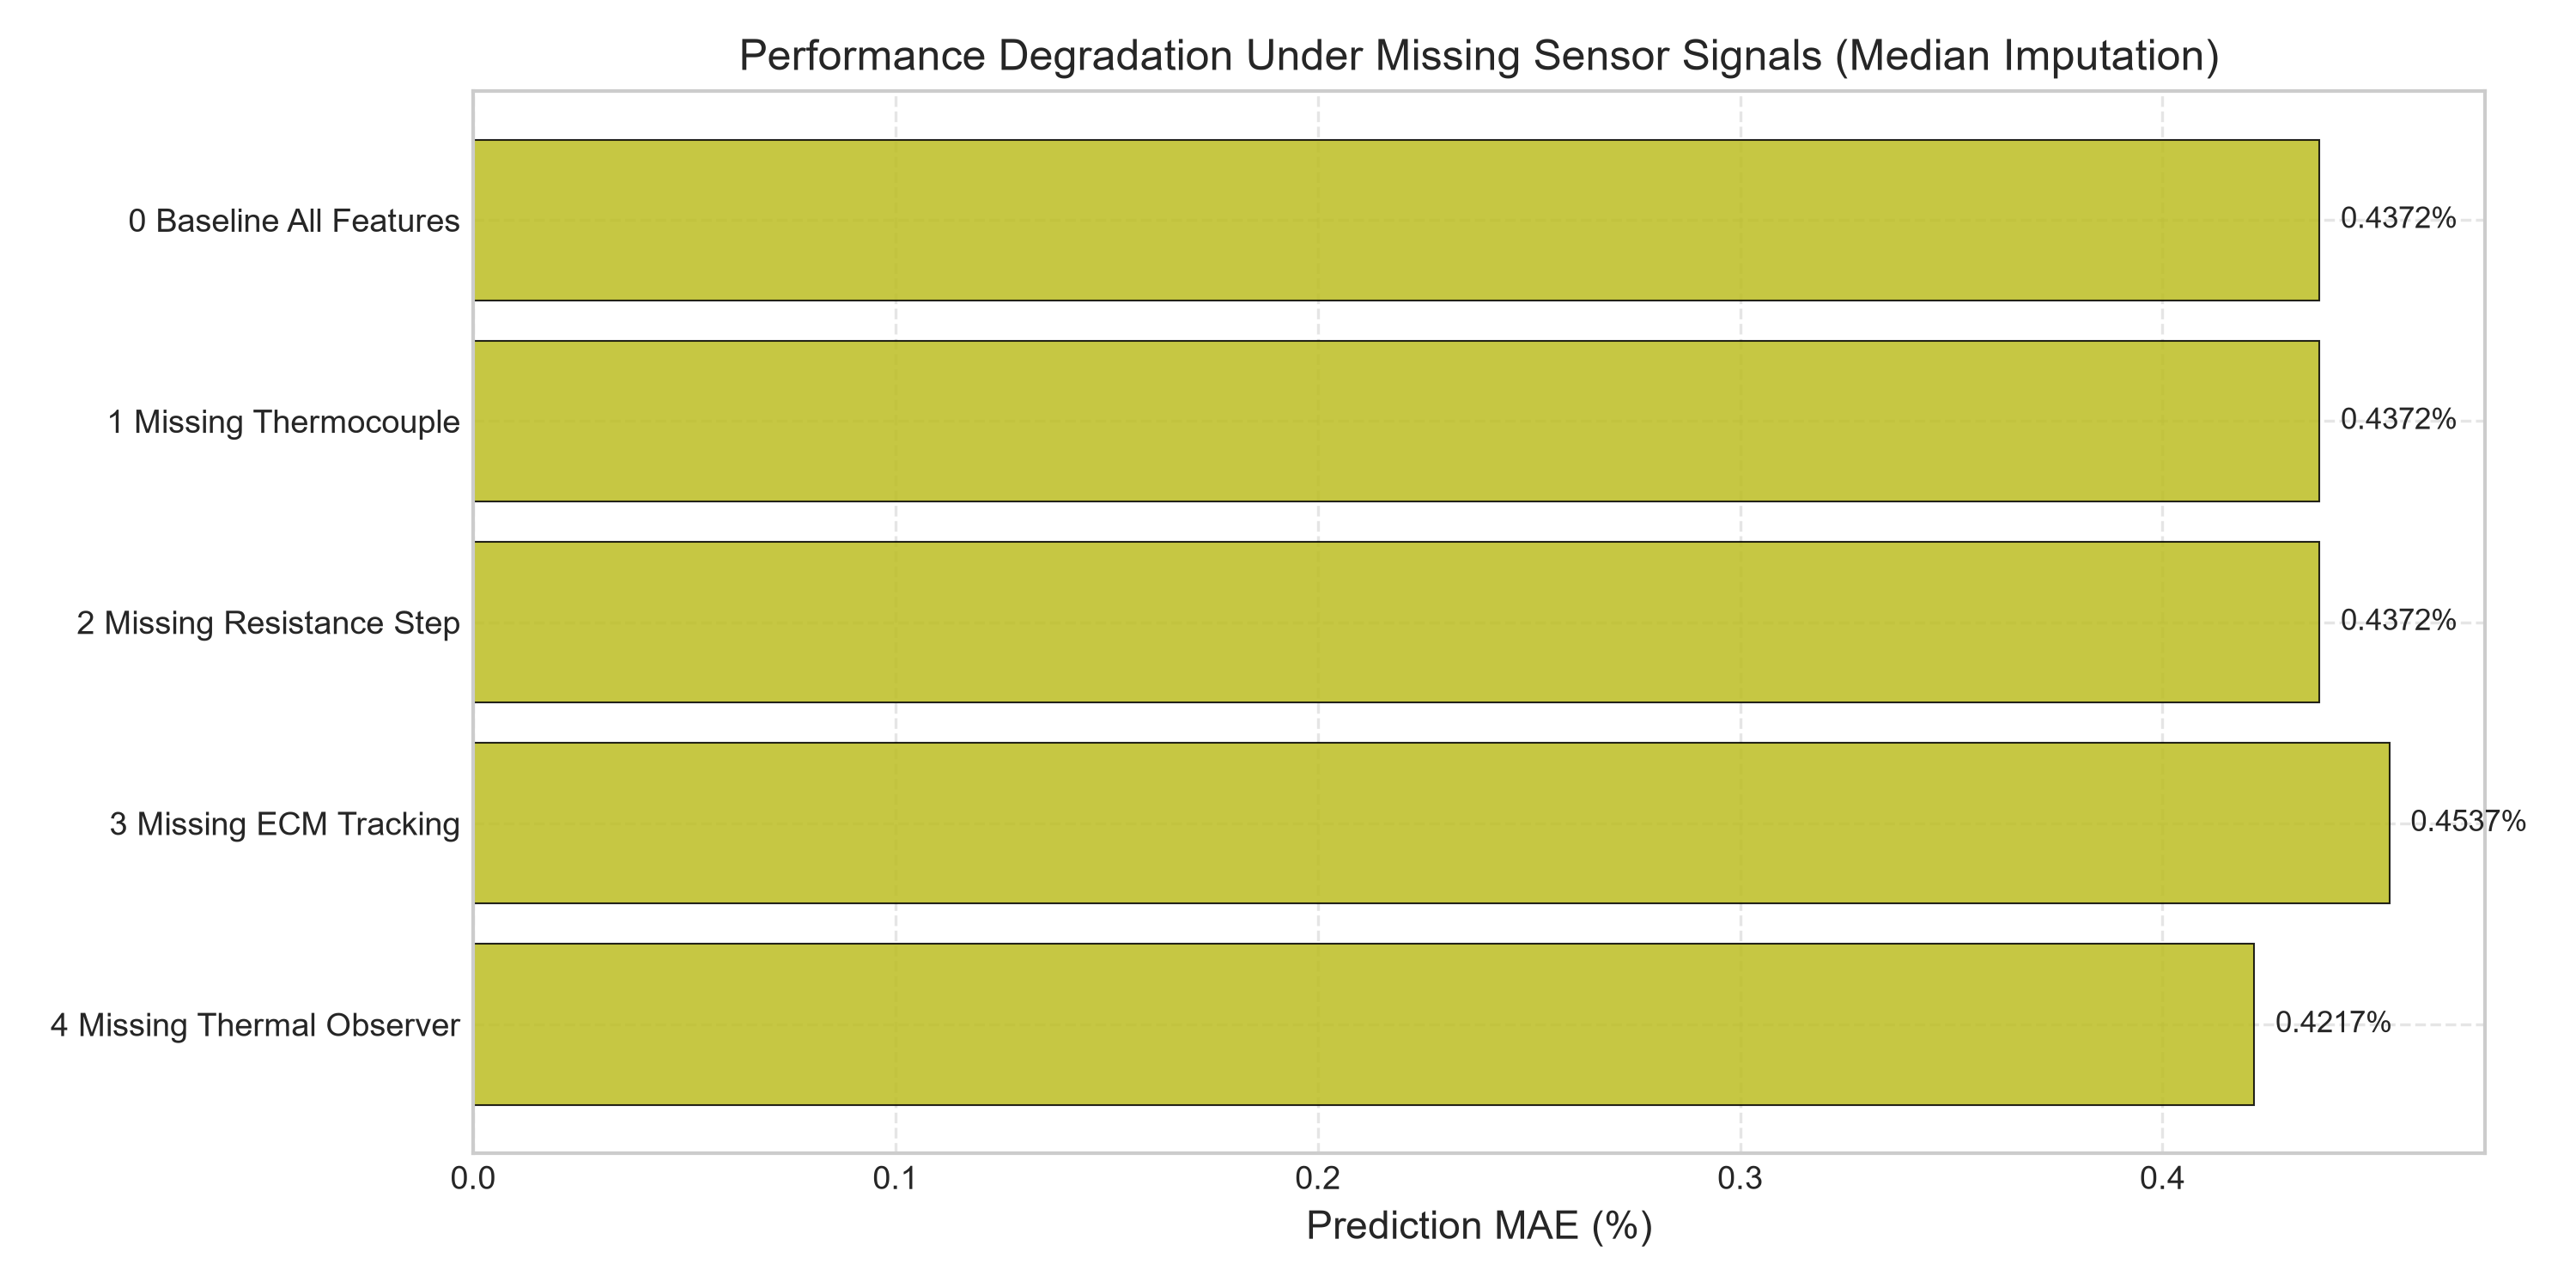 Performance Degradation Under Missing Sensor Signals (Median Imputation)
0 Baseline All Features
0.4372%
1 Missing Thermocouple
0.4372%
2 Missing Resistance Step
0.4372%
3 Missing ECM Tracking
0.4537%
4 Missing Thermal Observer
0.4217%
0.0 0.1 0.2 0.3 0.4
Prediction MAE (%)